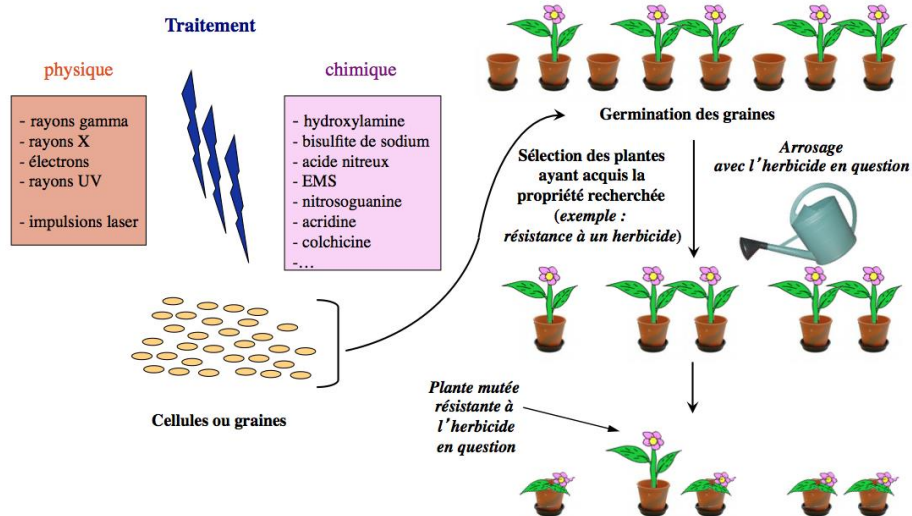 Traitement
physique
chimique
- rayons gamma
- rayons X
- électrons
- rayons UV
- impulsions laser
- hydroxylamine
- bisulfite de sodium
- acide nitreux
- EMS
- nitrosoguanine
- acridine
- colchicine
-…
Cellules ou graines
Germination des graines
Sélection des plantes
ayant acquis la
propriété recherchée
(exemple :
résistance à un herbicide)
Arrosage
avec l’herbicide en question
Plante mutée
résistante à
l’herbicide
en question